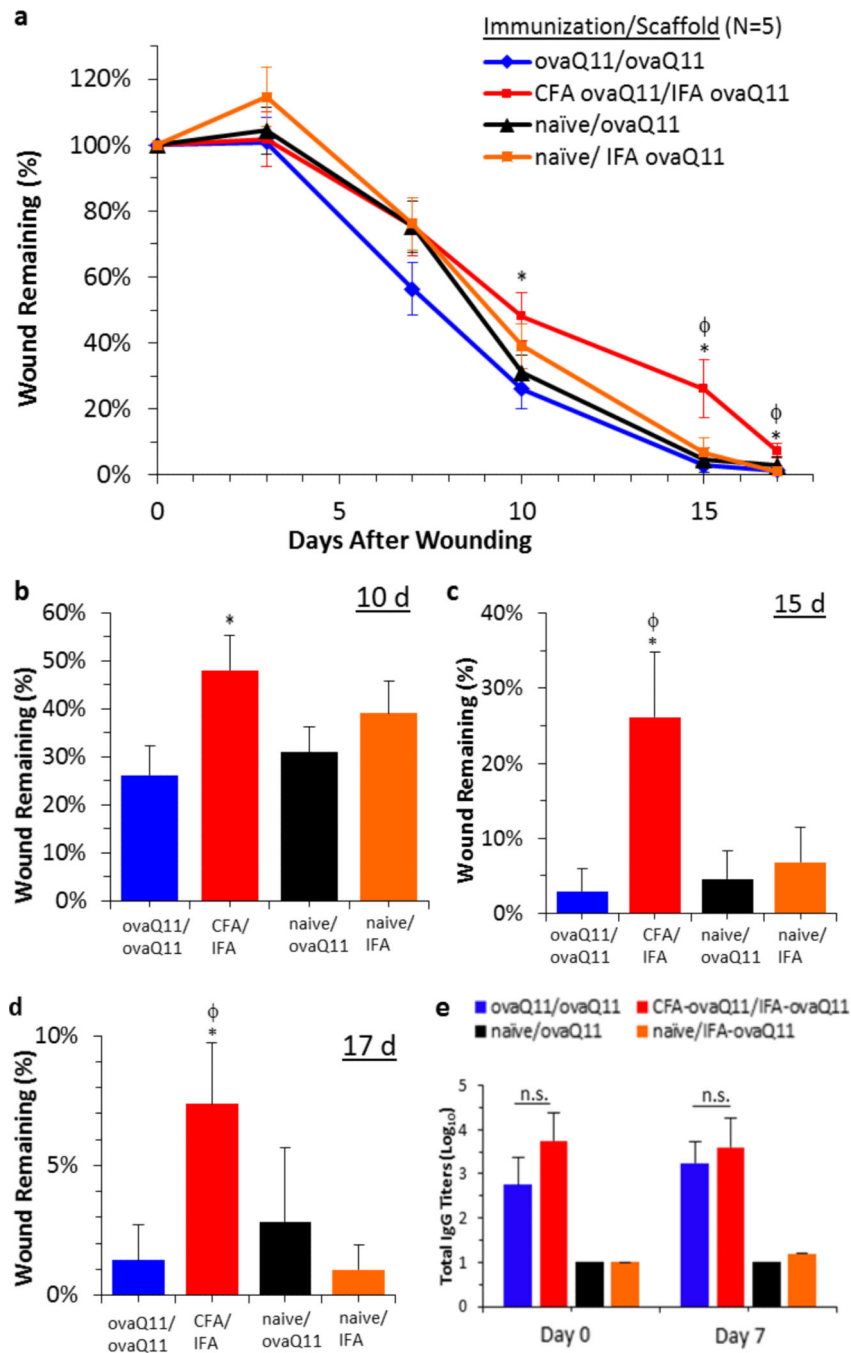 a
Immunization/Scaffold (N=5)
ovaQ11/ovaQ11
CFA ovaQ11/IFA ovaQ11
naïve/ovaQ11
naïve/ IFA ovaQ11
120%
100%
80%
60%
40%
20%
0%
Wound Remaining (%)
*
ϕ
*
ϕ
*
0
5
10
15
Days After Wounding
b
10 d
60%
50%
40%
30%
20%
10%
0%
Wound Remaining (%)
*
ovaQ11/
ovaQ11
CFA/
IFA
naive/
ovaQ11
naive/
IFA
c
15 d
40%
30%
20%
10%
0%
Wound Remaining (%)
ϕ
*
ovaQ11/
ovaQ11
CFA/
IFA
naive/
ovaQ11
naive/
IFA
d
17 d
10%
5%
0%
Wound Remaining (%)
ϕ
*
ovaQ11/
ovaQ11
CFA/
IFA
naive/
ovaQ11
naive/
IFA
e
ovaQ11/ovaQ11
CFA-ovaQ11/IFA-ovaQ11
naïve/ovaQ11
naïve/IFA-ovaQ11
5
4
3
2
1
0
Total IgG Titers (Log₁₀)
n.s.
n.s.
Day 0
Day 7